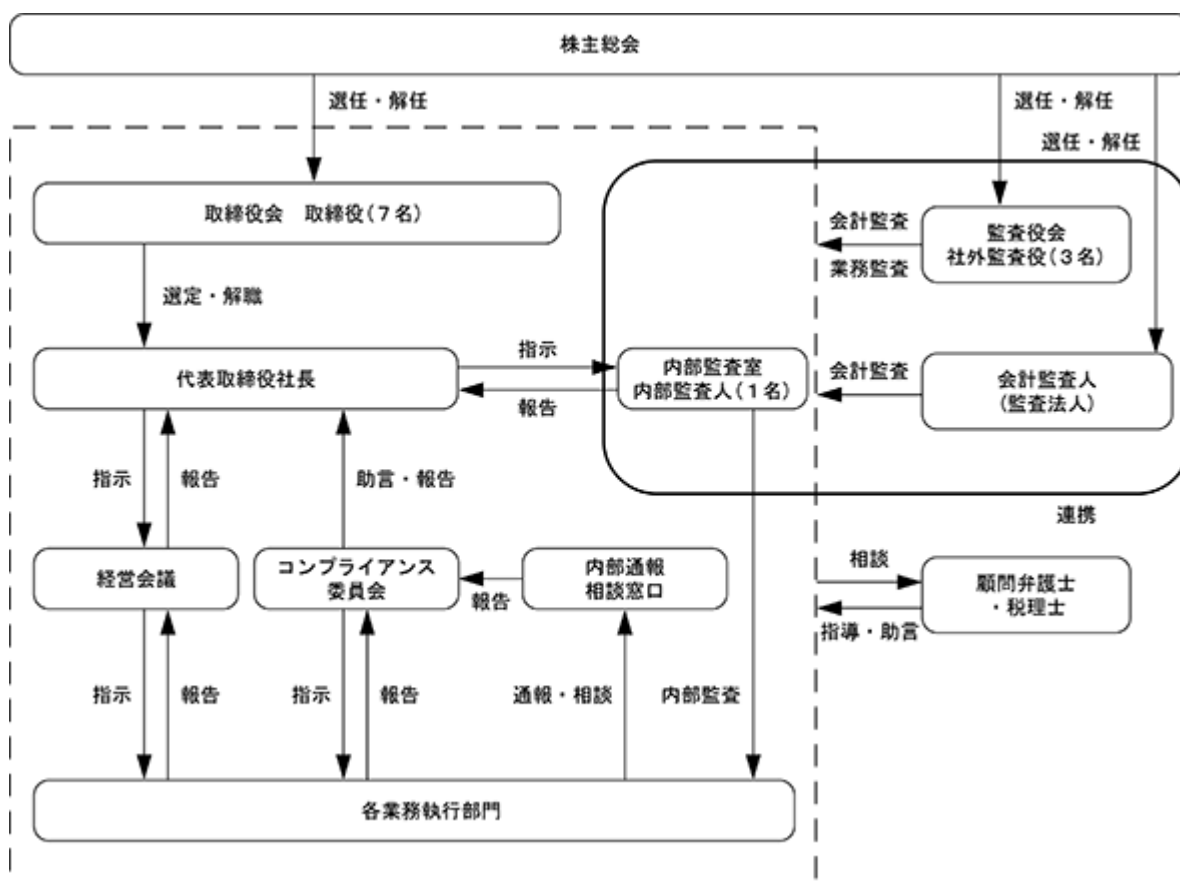 株主総会
選任・解任
選任・解任
選任・解任
取締役会　取締役(７名)
会計監査
業務監査
監査役会
社外監査役(３名)
選定・解職
代表取締役社長
指示
報告
内部監査室
内部監査人(１名)
会計監査
会計監査人
(監査法人)
指示
報告
助言・報告
連携
経営会議
コンプライアンス
委員会
報告
内部通報
相談窓口
相談
指導・助言
顧問弁護士
・税理士
指示
報告
指示
報告
通報・相談
内部監査
各業務執行部門